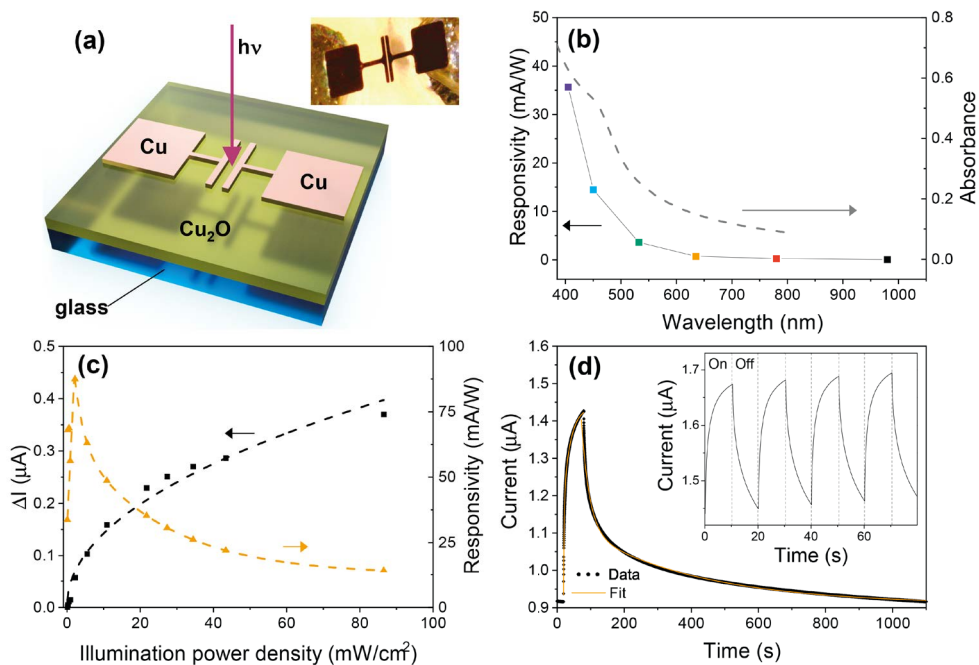 (a)
hν
Cu
Cu
Cu₂O
glass
(b)
50
40
30
20
10
0
Responsivity (mA/W)
0.8
0.6
0.4
0.2
0.0
Absorbance
400 500 600 700 800 900 1000
Wavelength (nm)
(c)
0.5
0.4
0.3
0.2
0.1
0.0
ΔI (μA)
100
75
50
25
0
Responsivity (mA/W)
0 20 40 60 80 100
Illumination power density (mW/cm²)
(d)
1.6
1.5
1.4
1.3
1.2
1.1
1.0
0.9
Current (μA)
Data
Fit
0 200 400 600 800 1000
Time (s)
On Off
1.7
1.6
1.5
Current (μA)
0 20 40 60
Time (s)